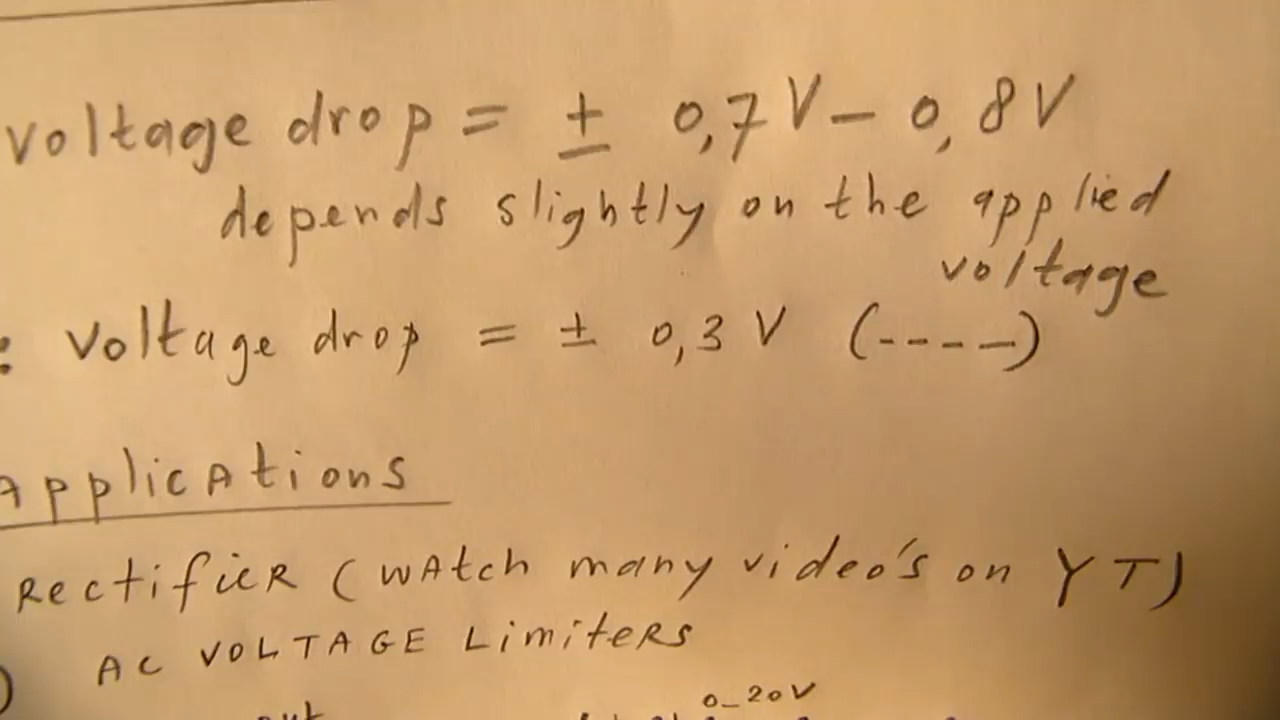 voltage drop = ± 0,7V – 0,8V
depends slightly on the applied
voltage
: voltage drop = ± 0,3 V (----)
Applications
Rectifier (watch many video's on YT)
) AC VOLTAGE LimiteRS
out 0-20V